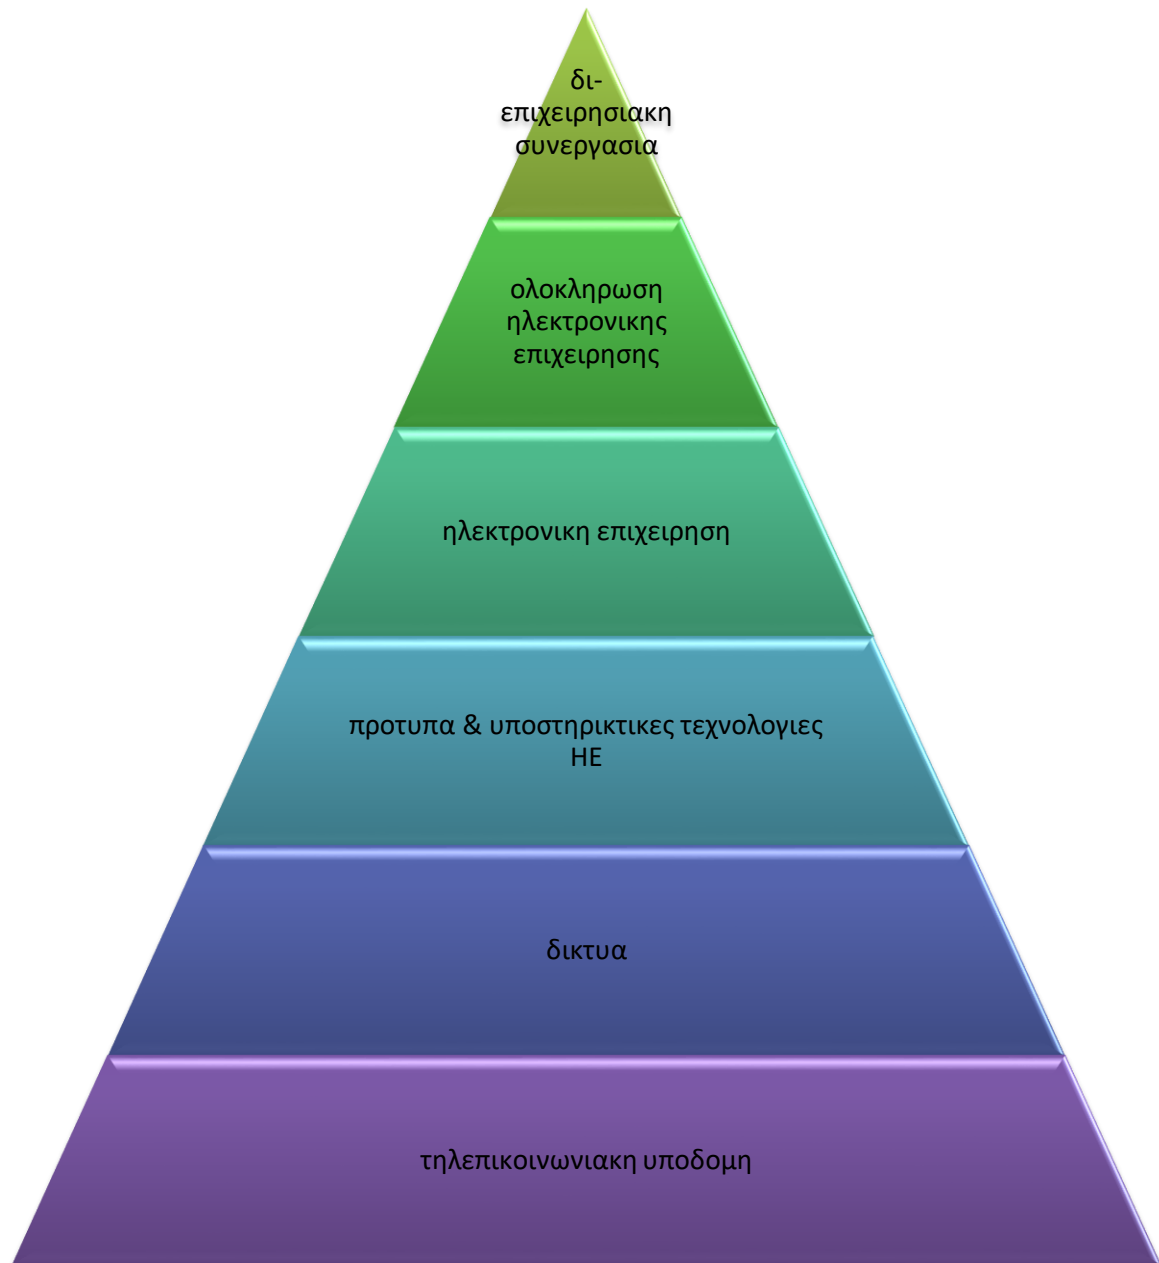 δι-
επιχειρησιακη
συνεργασια
ολοκληρωση
ηλεκτρονικης
επιχειρησης
ηλεκτρονικη επιχειρηση
προτυπα & υποστηρικτικες τεχνολογιες
ΗΕ
δικτυα
τηλεπικοινωνιακη υποδομη